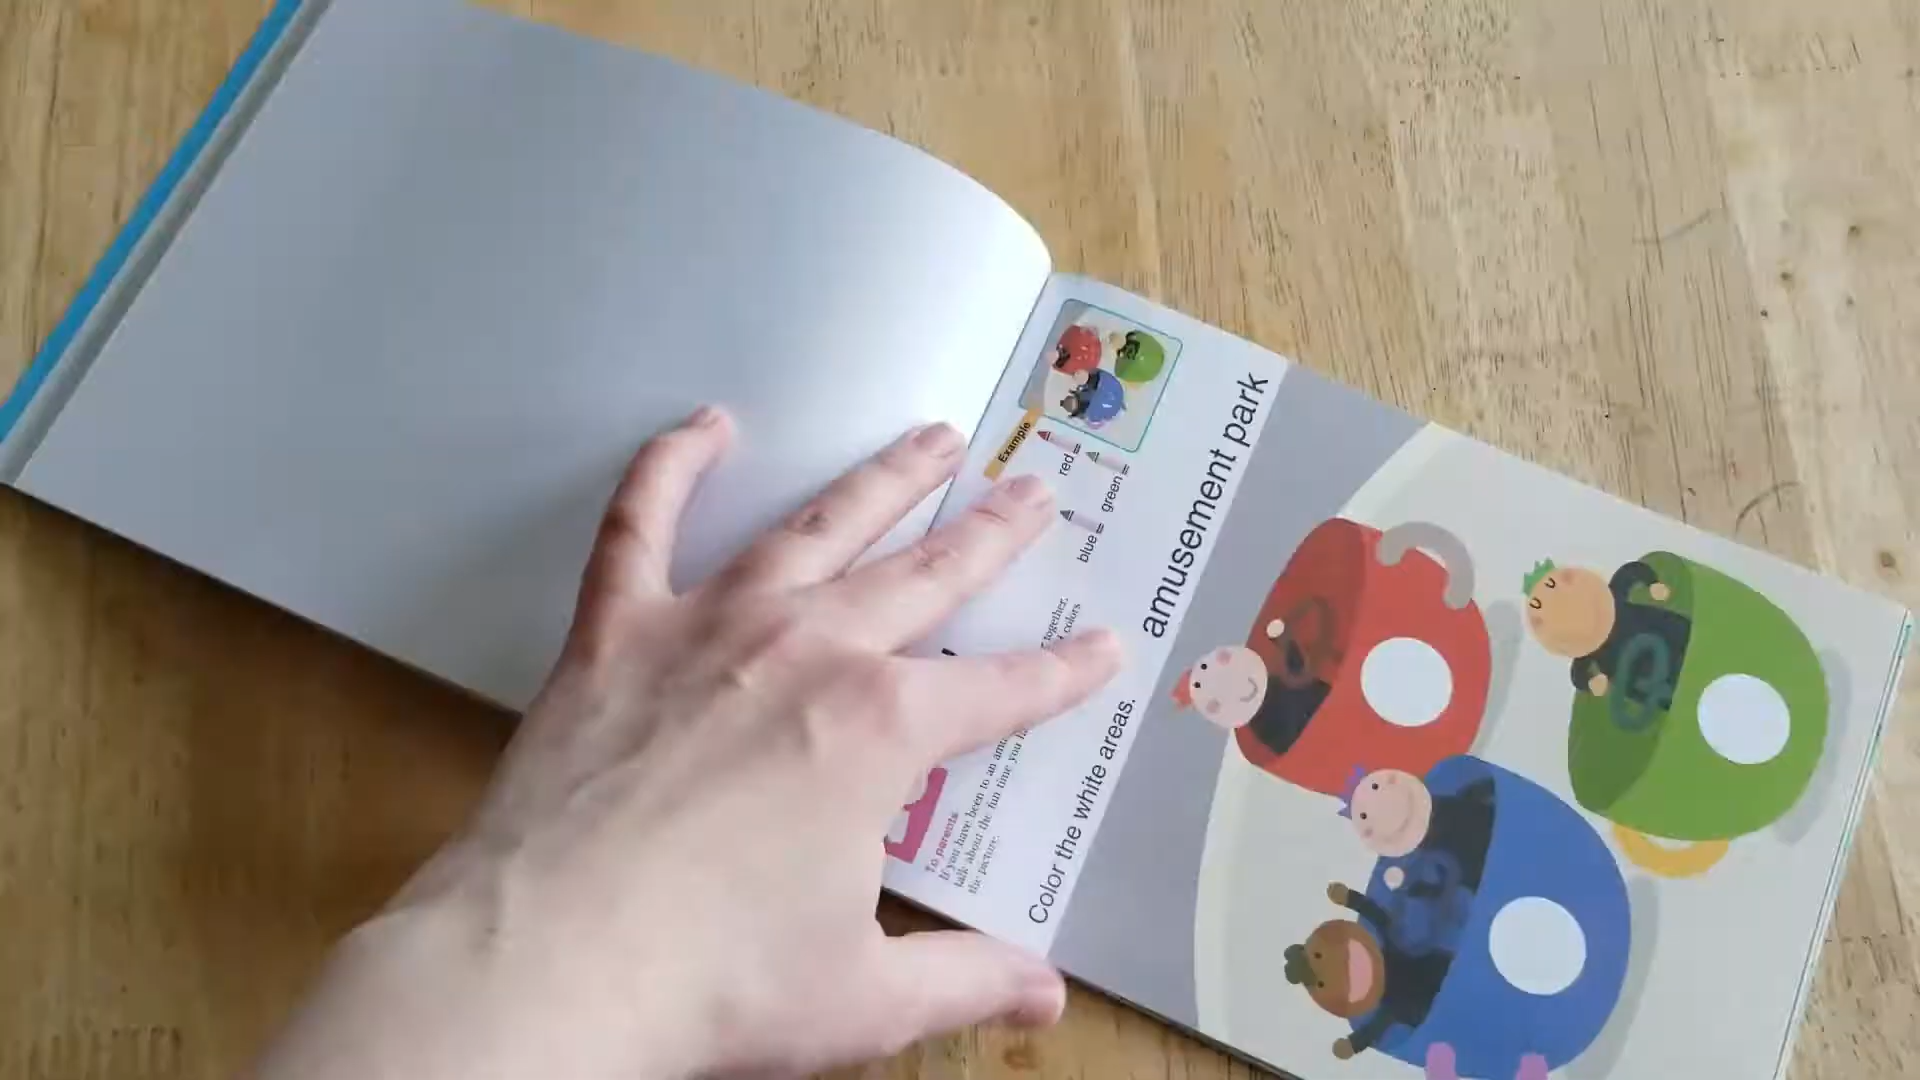 Example
red
green
blue
To parents
If you have been to an
together.
talk about the fun time you
colors
the picture.
Color the white areas.
amusement park